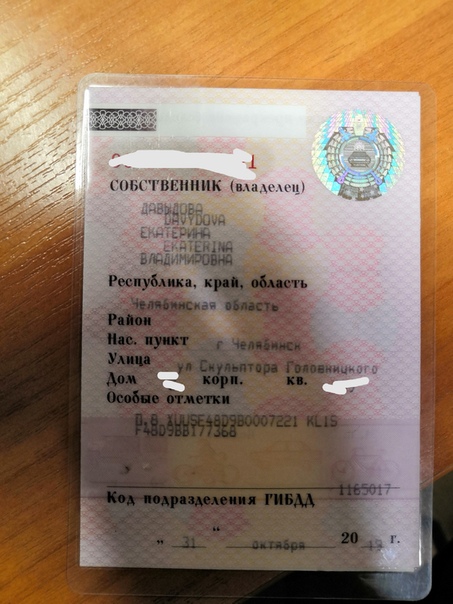 СОБСТВЕННИК (владелец)
ДАВЫДОВА
DAVYDOVA
ЕКАТЕРИНА
EKATERINA
ВЛАДИМИРОВНА
Республика, край, область
Челябинская область
Район
Нас. пункт г Челябинск
Улица ул Скульптора Головницкого
Дом корп. кв.
Особые отметки
П.В XUUSE48D9B0007221 KL1S
F48D9BB177368
1165017
Код подразделения ГИБДД
„ 31 “ октября 20 г.